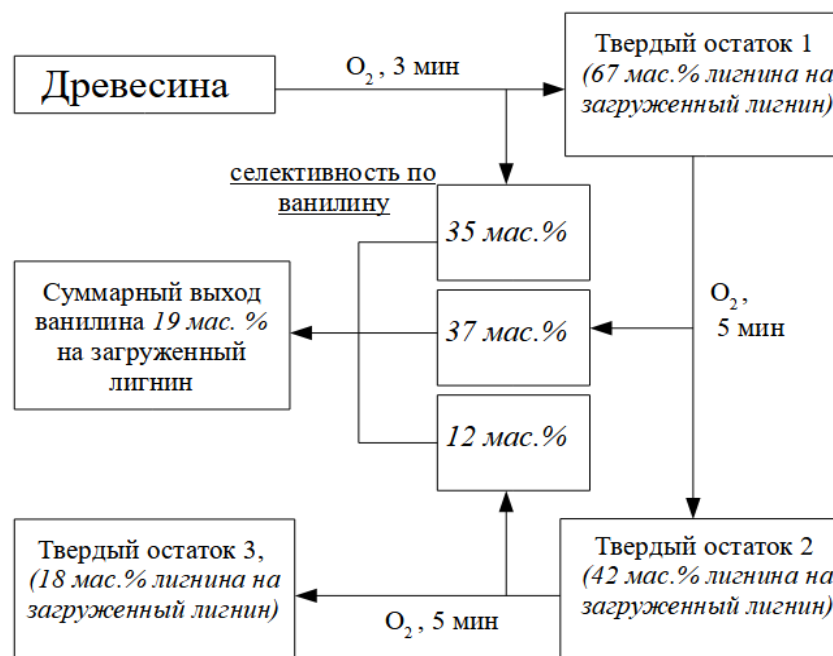 Древесина
O2 , 3 мин
Твердый остаток 1
(67 мас.% лигнина на
загруженный лигнин)
селективность по
ванилину
35 мас.%
Суммарный выход
ванилина 19 мас. %
на загруженный
лигнин
37 мас.%
O2 ,
5 мин
12 мас.%
Твердый остаток 3,
(18 мас.% лигнина на
загруженный лигнин)
O2 , 5 мин
Твердый остаток 2
(42 мас.% лигнина на
загруженный лигнин)